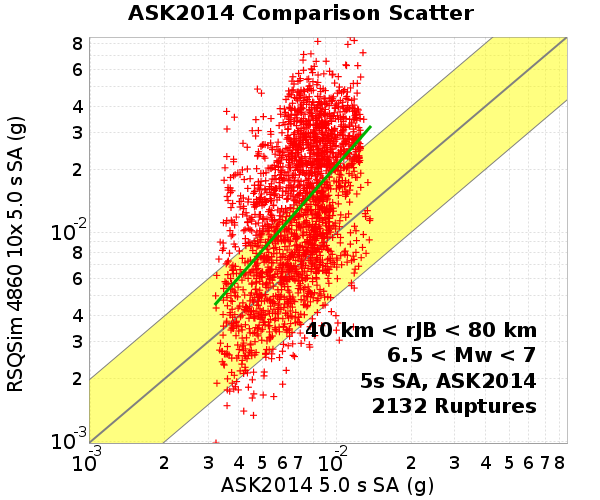 ASK2014 Comparison Scatter
RSQSim 4860 10x 5.0 s SA (g)
8
6
4
3
2
10-2
8
6
4
3
2
10-3
40 km < rJB < 80 km
6.5 < Mw < 7
5s SA, ASK2014
2132 Ruptures
10-3 2 3 4 5 6 7 10-2 2 3 4 5 6 7 8
ASK2014 5.0 s SA (g)